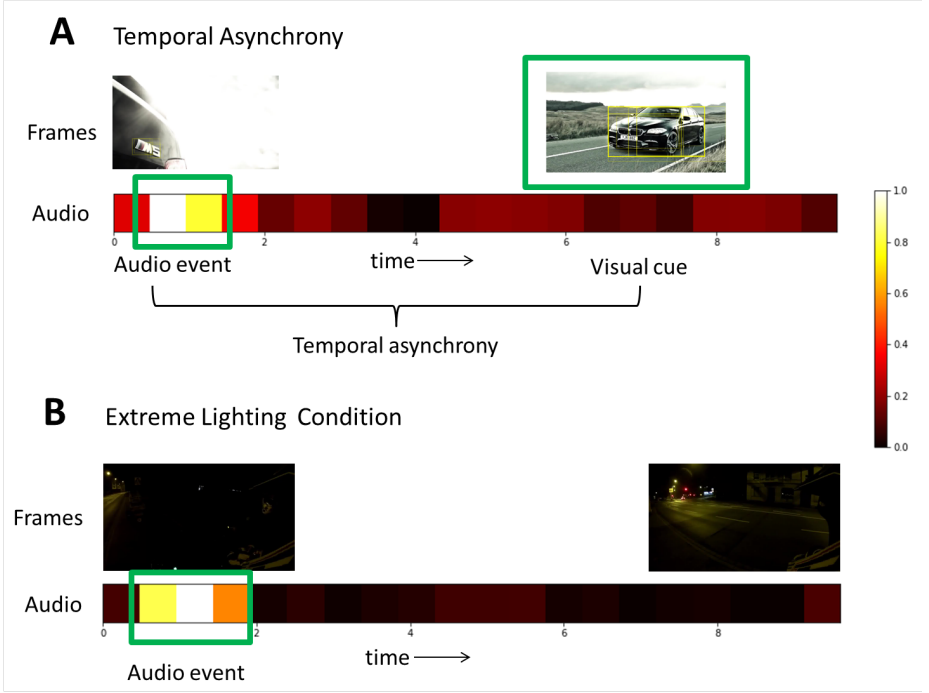 A Temporal Asynchrony
Frames
M5
Audio
0 2 4 6 8
Audio event
time
Visual cue
Temporal asynchrony
1.0
0.8
0.6
0.4
0.2
0.0
B Extreme Lighting Condition
Frames
Audio
0 2 4 6 8
time
Audio event